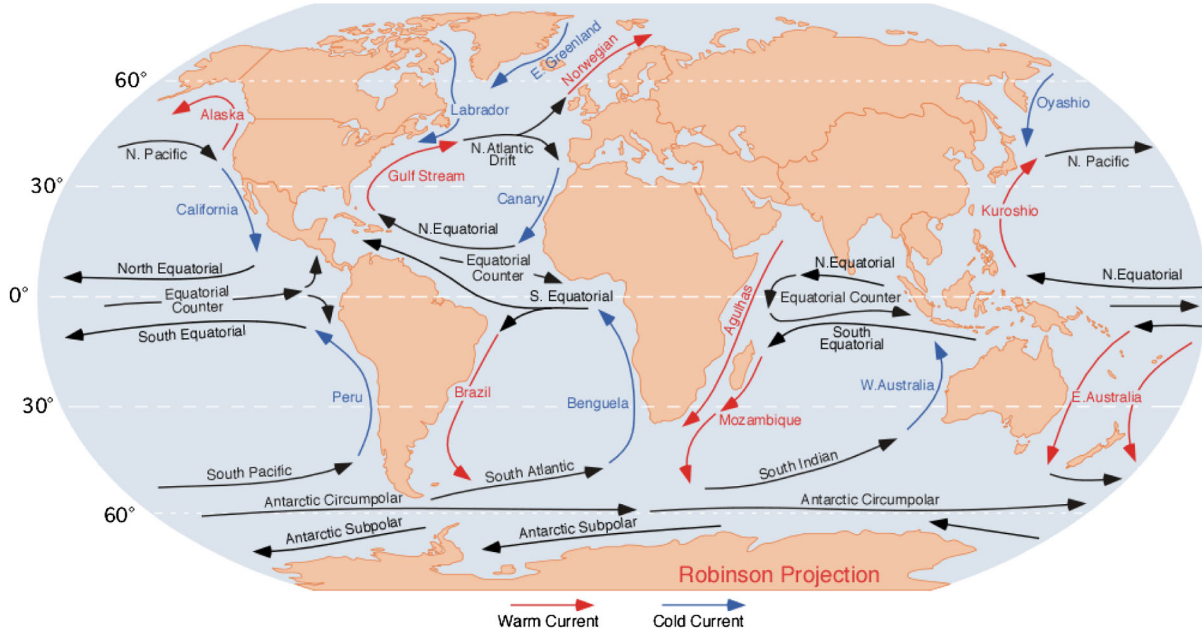 E. Greenland
Norwegian
60°
Labrador
Oyashio
Alaska
N. Pacific
N.Atlantic
Drift
N. Pacific
Gulf Stream
30°
California
Canary
Kuroshio
N.Equatorial
North Equatorial
Equatorial
Counter
N.Equatorial
N.Equatorial
0°
Equatorial
Counter
S. Equatorial
Equatorial Counter
Agulhas
South Equatorial
South
Equatorial
Peru
Brazil
Benguela
W.Australia
E.Australia
30°
Mozambique
South Pacific
South Atlantic
South Indian
Antarctic Circumpolar
Antarctic Circumpolar
60°
Antarctic Subpolar
Antarctic Subpolar
Robinson Projection
Warm Current
Cold Current